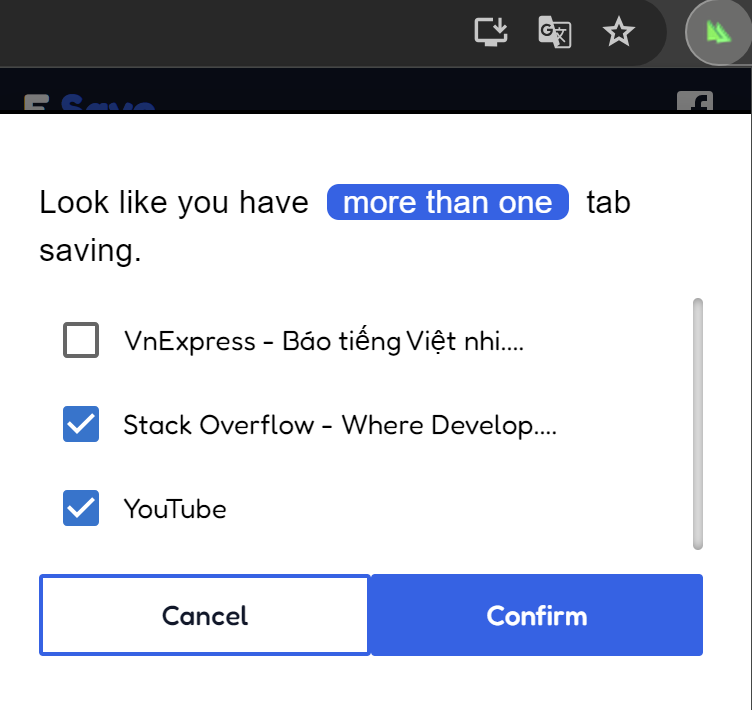 E Save
Look like you have more than one tab
saving.
VnExpress - Báo tiếng Việt nhi....
Stack Overflow - Where Develop....
YouTube
Cancel
Confirm